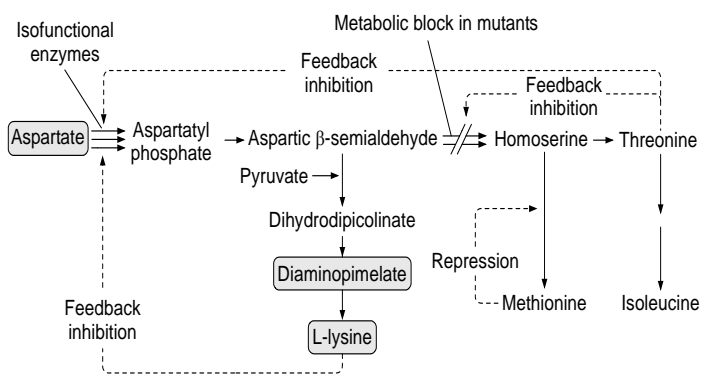 Isofunctional
enzymes
Metabolic block in mutants
Feedback
inhibition
Feedback
inhibition
Aspartate
Aspartatyl
phosphate
Aspartic β-semialdehyde
Homoserine
Threonine
Pyruvate
Dihydrodipicolinate
Diaminopimelate
Repression
Feedback
inhibition
Methionine
Isoleucine
L-lysine